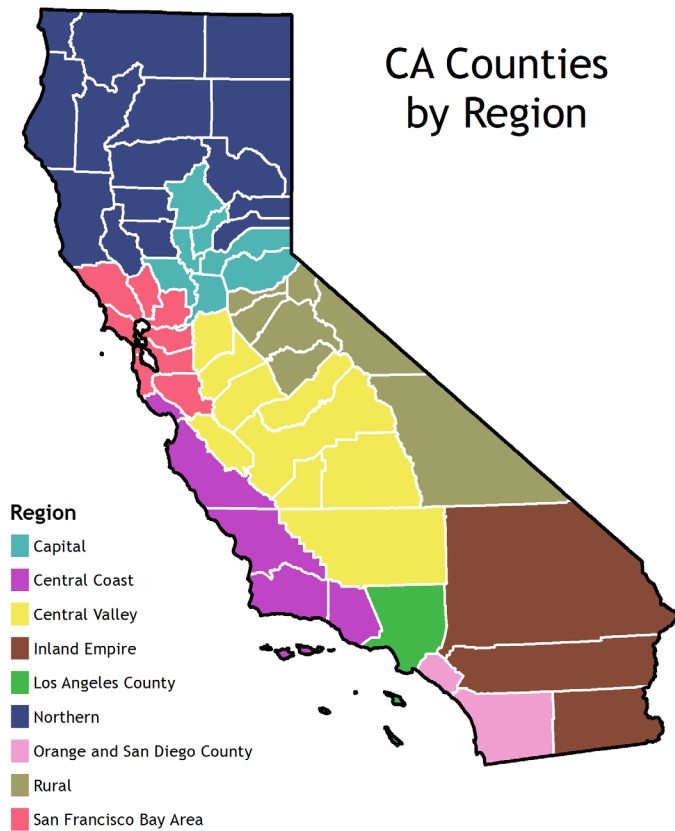 CA Counties
by Region
Region
Capital
Central Coast
Central Valley
Inland Empire
Los Angeles County
Northern
Orange and San Diego County
Rural
San Francisco Bay Area